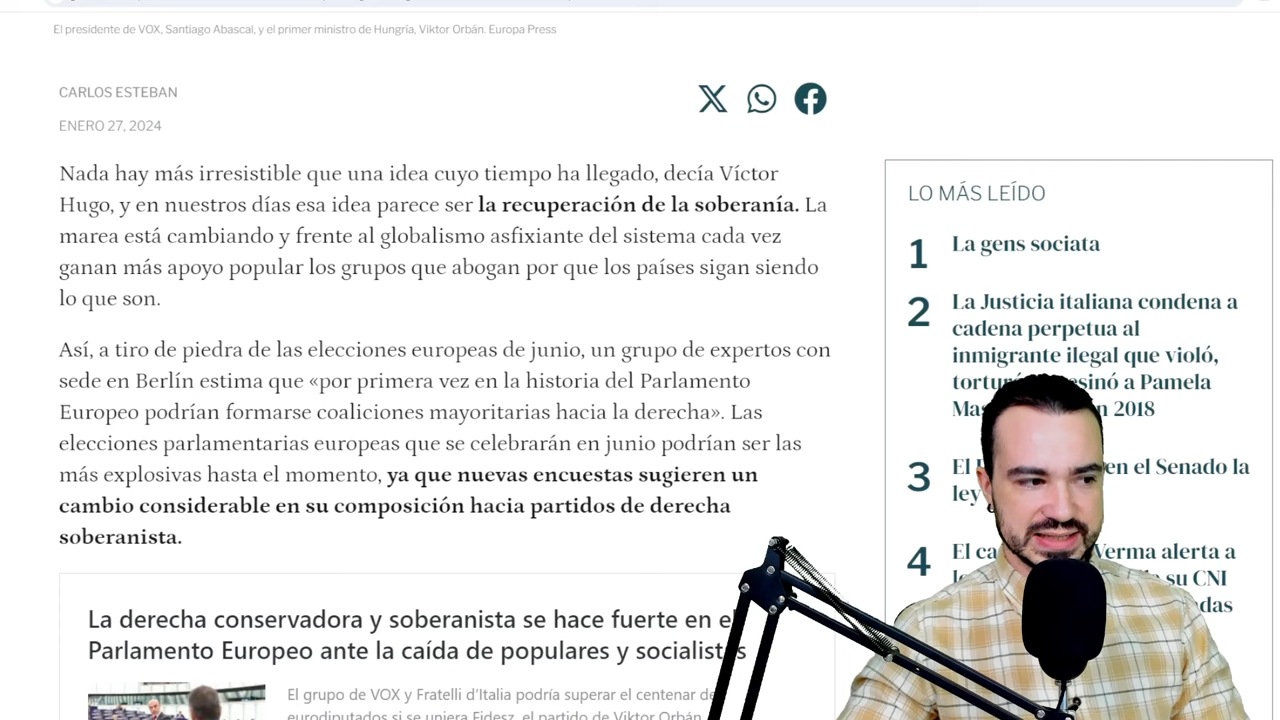 El presidente de VOX, Santiago Abascal, y el primer ministro de Hungría, Viktor Orbán. Europa Press
CARLOS ESTEBAN
ENERO 27, 2024
Nada hay más irresistible que una idea cuyo tiempo ha llegado, decía Víctor
Hugo, y en nuestros días esa idea parece ser la recuperación de la soberanía. La
marea está cambiando y frente al globalismo asfixiante del sistema cada vez
ganan más apoyo popular los grupos que abogan por que los países sigan siendo
lo que son.
Así, a tiro de piedra de las elecciones europeas de junio, un grupo de expertos con
sede en Berlín estima que «por primera vez en la historia del Parlamento
Europeo podrían formarse coaliciones mayoritarias hacia la derecha». Las
elecciones parlamentarias europeas que se celebrarán en junio podrían ser las
más explosivas hasta el momento, ya que nuevas encuestas sugieren un
cambio considerable en su composición hacia partidos de derecha
soberanista.
La derecha conservadora y soberanista se hace fuerte en el
Parlamento Europeo ante la caída de populares y socialistas
El grupo de VOX y Fratelli d'Italia podría superar el centenar de
eurodiputados si se uniera Fidesz, el partido de Viktor Orbán
LO MÁS LEÍDO
1 La gens sociata
2 La Justicia italiana condena a
cadena perpetua al
inmigrante ilegal que violó,
a Pamela
2018
3 El en el Senado la
ley
4 El Verma alerta a
su CNI